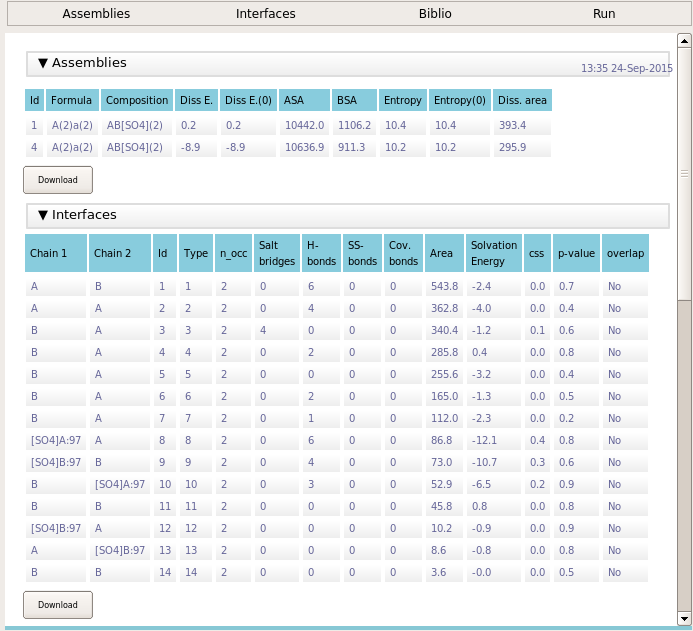 Assemblies Interfaces Biblio Run
▼ Assemblies
13:35 24-Sep-2015
Id Formula Composition Diss E. Diss E.(0) ASA BSA Entropy Entropy(0) Diss. area
1 A(2)a(2) AB[SO4](2) 0.2 0.2 10442.0 1106.2 10.4 10.4 393.4
4 A(2)a(2) AB[SO4](2) -8.9 -8.9 10636.9 911.3 10.2 10.2 295.9
Download
▼ Interfaces
Chain 1 Chain 2 Id Type n_occ Salt bridges H-bonds SS-bonds Cov. bonds Area Solvation Energy css p-value overlap
A B 1 1 2 0 6 0 0 543.8 -2.4 0.0 0.7 No
A A 2 2 2 0 4 0 0 362.8 -4.0 0.0 0.4 No
B A 3 3 2 4 0 0 0 340.4 -1.2 0.1 0.6 No
B A 4 4 2 0 2 0 0 285.8 0.4 0.0 0.8 No
B A 5 5 2 0 0 0 0 255.6 -3.2 0.0 0.4 No
B A 6 6 2 0 2 0 0 165.0 -1.3 0.0 0.5 No
B A 7 7 2 0 1 0 0 112.0 -2.3 0.0 0.2 No
[SO4]A:97 A 8 8 2 0 6 0 0 86.8 -12.1 0.4 0.8 No
[SO4]B:97 B 9 9 2 0 4 0 0 73.0 -10.7 0.3 0.6 No
B [SO4]A:97 10 10 2 0 3 0 0 52.9 -6.5 0.2 0.9 No
B B 11 11 2 0 0 0 0 45.8 0.8 0.0 0.8 No
[SO4]B:97 A 12 12 2 0 0 0 0 10.2 -0.9 0.0 0.9 No
A [SO4]B:97 13 13 2 0 0 0 0 8.6 -0.8 0.0 0.8 No
B B 14 14 2 0 0 0 0 3.6 -0.0 0.0 0.5 No
Download